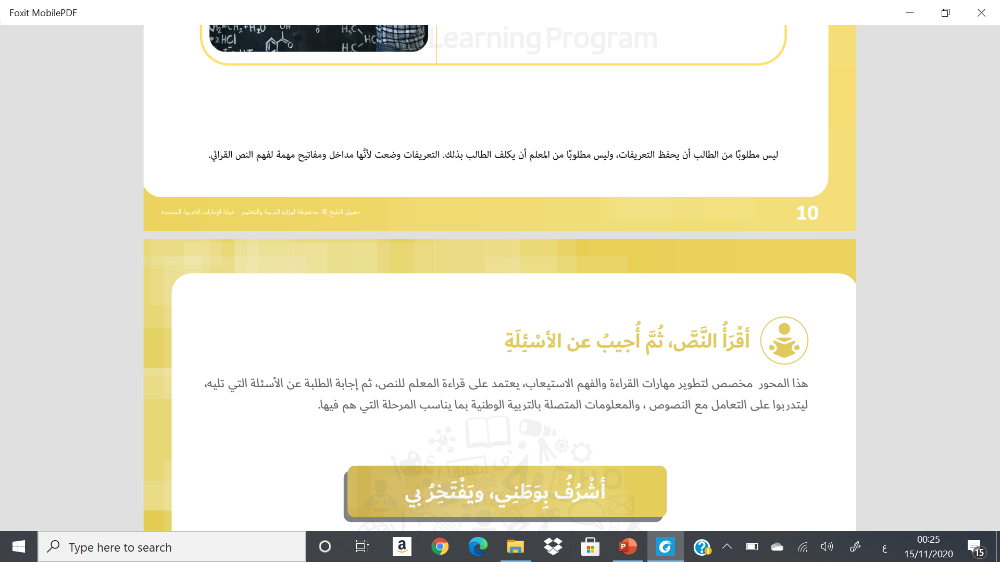 Foxit MobilePDF
Learning Program
ليس مطلوبًا من الطالب أن يحفظ التعريفات، وليس مطلوبًا من المعلم أن يكلف الطالب بذلك. التعريفات وضعت لأنَّها مداخل ومفاتيح مهمة لفهم النص القرائي.
10
حقوق الطبع © محفوظة لوزارة التربية والتعليم – دولة الإمارات العربية المتحدة
أقْرَأُ النَّصَّ، ثُمَّ أُجيبُ عن الأسْئِلَةِ
هذا المحور مخصص لتطوير مهارات القراءة والفهم الاستيعاب، يعتمد على قراءة المعلم للنص، ثم إجابة الطلبة عن الأسئلة التي تليه،
ليتدربوا على التعامل مع النصوص ، والمعلومات المتصلة بالتربية الوطنية بما يناسب المرحلة التي هم فيها.
أشْرُفُ بِوَطَنِي، ويَفْتَخِرُ بي
Type here to search
00:25
15/11/2020
ع
15